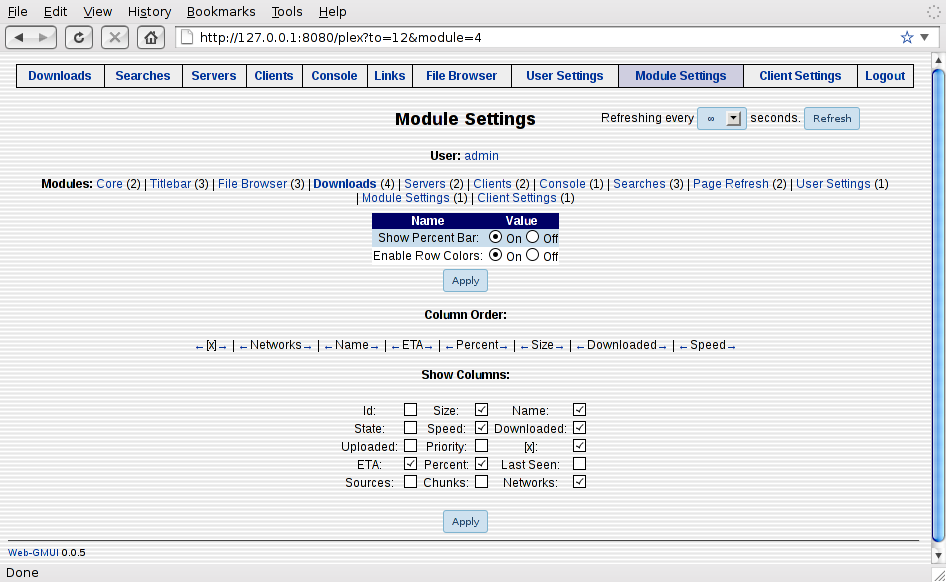 File Edit View History Bookmarks Tools Help
http://127.0.0.1:8080/plex?to=12&module=4
Downloads Searches Servers Clients Console Links File Browser User Settings Module Settings Client Settings Logout
Module Settings Refreshing every ∞ seconds. Refresh
User: admin
Modules: Core (2) | Titlebar (3) | File Browser (3) | Downloads (4) | Servers (2) | Clients (2) | Console (1) | Searches (3) | Page Refresh (2) | User Settings (1)
| Module Settings (1) | Client Settings (1)
Name Value
Show Percent Bar: On Off
Enable Row Colors: On Off
Apply
Column Order:
←[x]→ | ←Networks→ | ←Name→ | ←ETA→ | ←Percent→ | ←Size→ | ←Downloaded→ | ←Speed→
Show Columns:
Id: Size: Name:
State: Speed: Downloaded:
Uploaded: Priority: [x]:
ETA: Percent: Last Seen:
Sources: Chunks: Networks:
Apply
Web-GMUI 0.0.5
Done